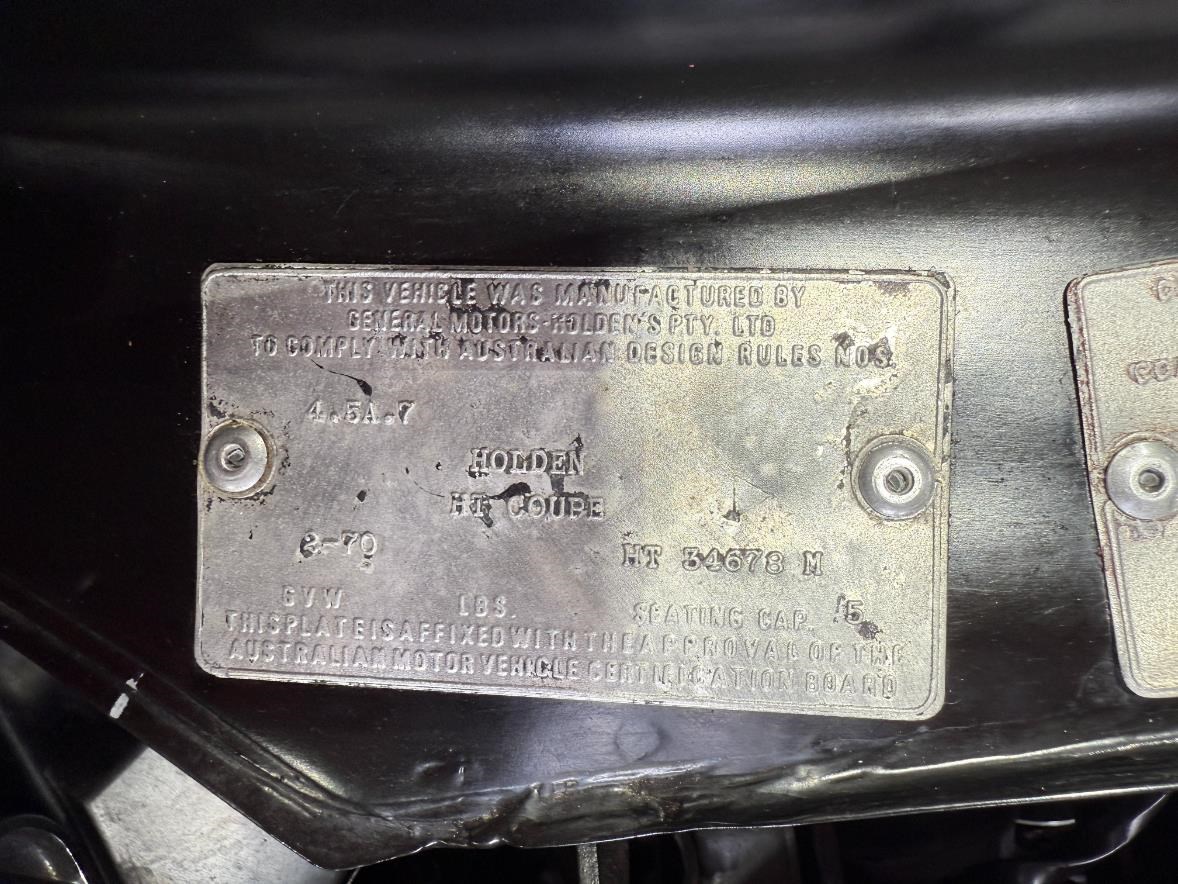 THIS VEHICLE WAS MANUFACTURED BY
GENERAL MOTORS-HOLDEN'S PTY. LTD
TO COMPLY WITH AUSTRALIAN DESIGN RULES NOS.
4.5A.7
HOLDEN
HT COUPE
2-70
HT 34678 M
GVW LBS. SEATING CAP. 5
THIS PLATE IS AFFIXED WITH THE APPROVAL OF THE
AUSTRALIAN MOTOR VEHICLE CERTIFICATION BOARD